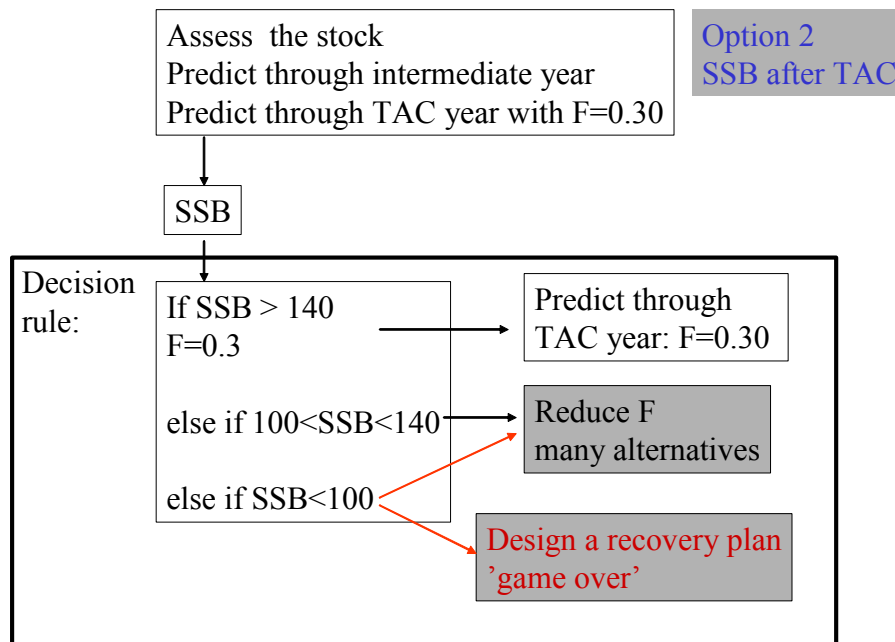 Assess the stock
Predict through intermediate year
Predict through TAC year with F=0.30
Option 2
SSB after TAC
SSB
Decision
rule:
If SSB > 140
F=0.3
else if 100<SSB<140
else if SSB<100
Predict through
TAC year: F=0.30
Reduce F
many alternatives
Design a recovery plan
’game over’